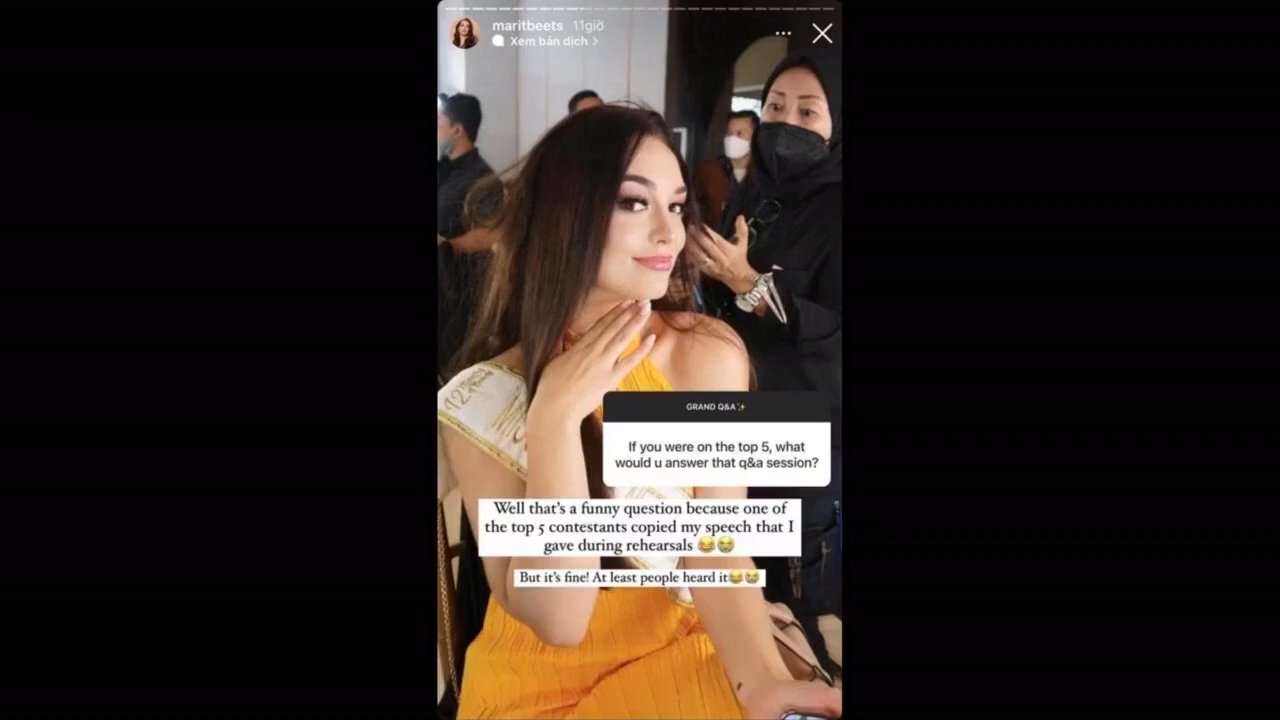 maritbeets 11giờ
Xem bản dịch >
GRAND Q&A✨
If you were on the top 5, what
would u answer that q&a session?
Well that's a funny question because one of
the top 5 contestants copied my speech that I
gave during rehearsals 😂😭
But it's fine! At least people heard it😂😭
12th